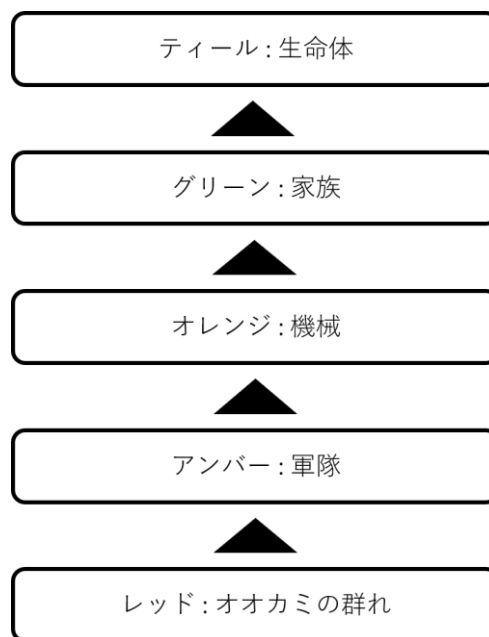 ティール : 生命体
グリーン : 家族
オレンジ : 機械
アンバー : 軍隊
レッド : オオカミの群れ